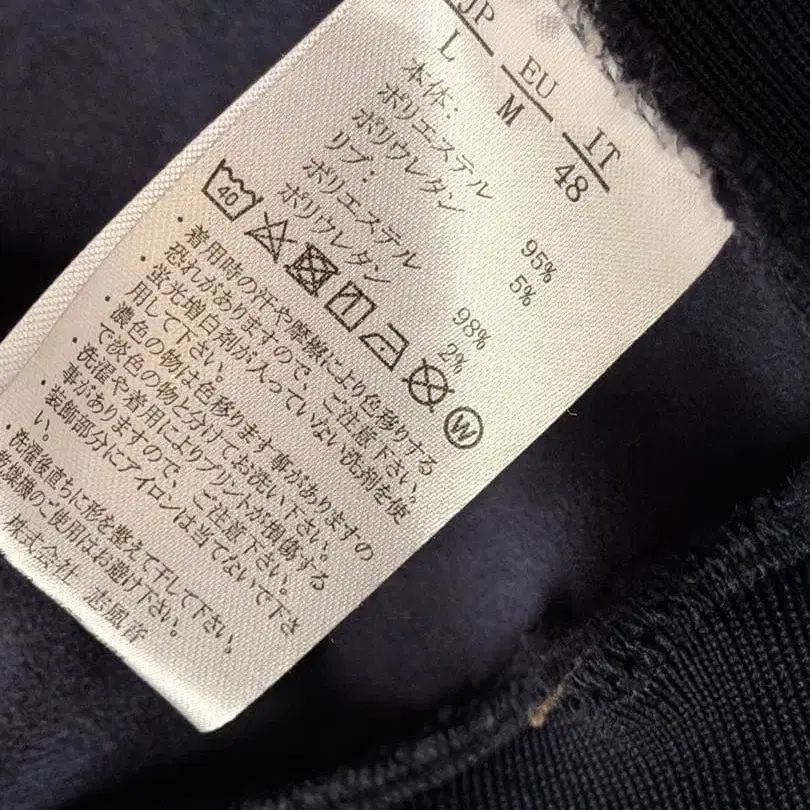 JP EU IT
L M 48
本体:
ポリエステル 95%
ポリウレタン 5%
リブ:
ポリエステル 98%
ポリウレタン 2%
40 W
・着用時の汗や摩擦により色移りする
恐れがありますので、ご注意下さい。
・蛍光増白剤が入っていない洗剤を使
用して下さい。
・濃色の物は色移ります事がありますの
で淡色の物と分けてお洗い下さい。
・洗濯や着用によりプリントが損傷する
事がありますので、ご注意下さい。
・装飾部分にアイロンは当てないで下さ
い。
・洗濯後直ちに形を整えて干して下さい。
乾燥機のご使用はお避け下さい。
株式会社 志風音